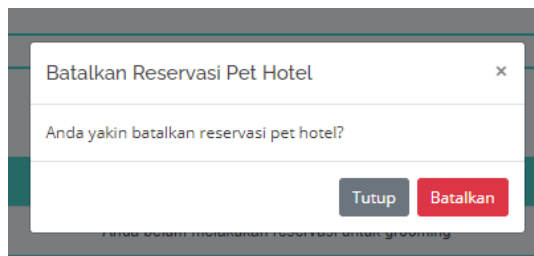 Batalkan Reservasi Pet Hotel ×
Anda yakin batalkan reservasi pet hotel?
Tutup Batalkan
Anda belum melakukan reservasi untuk grooming